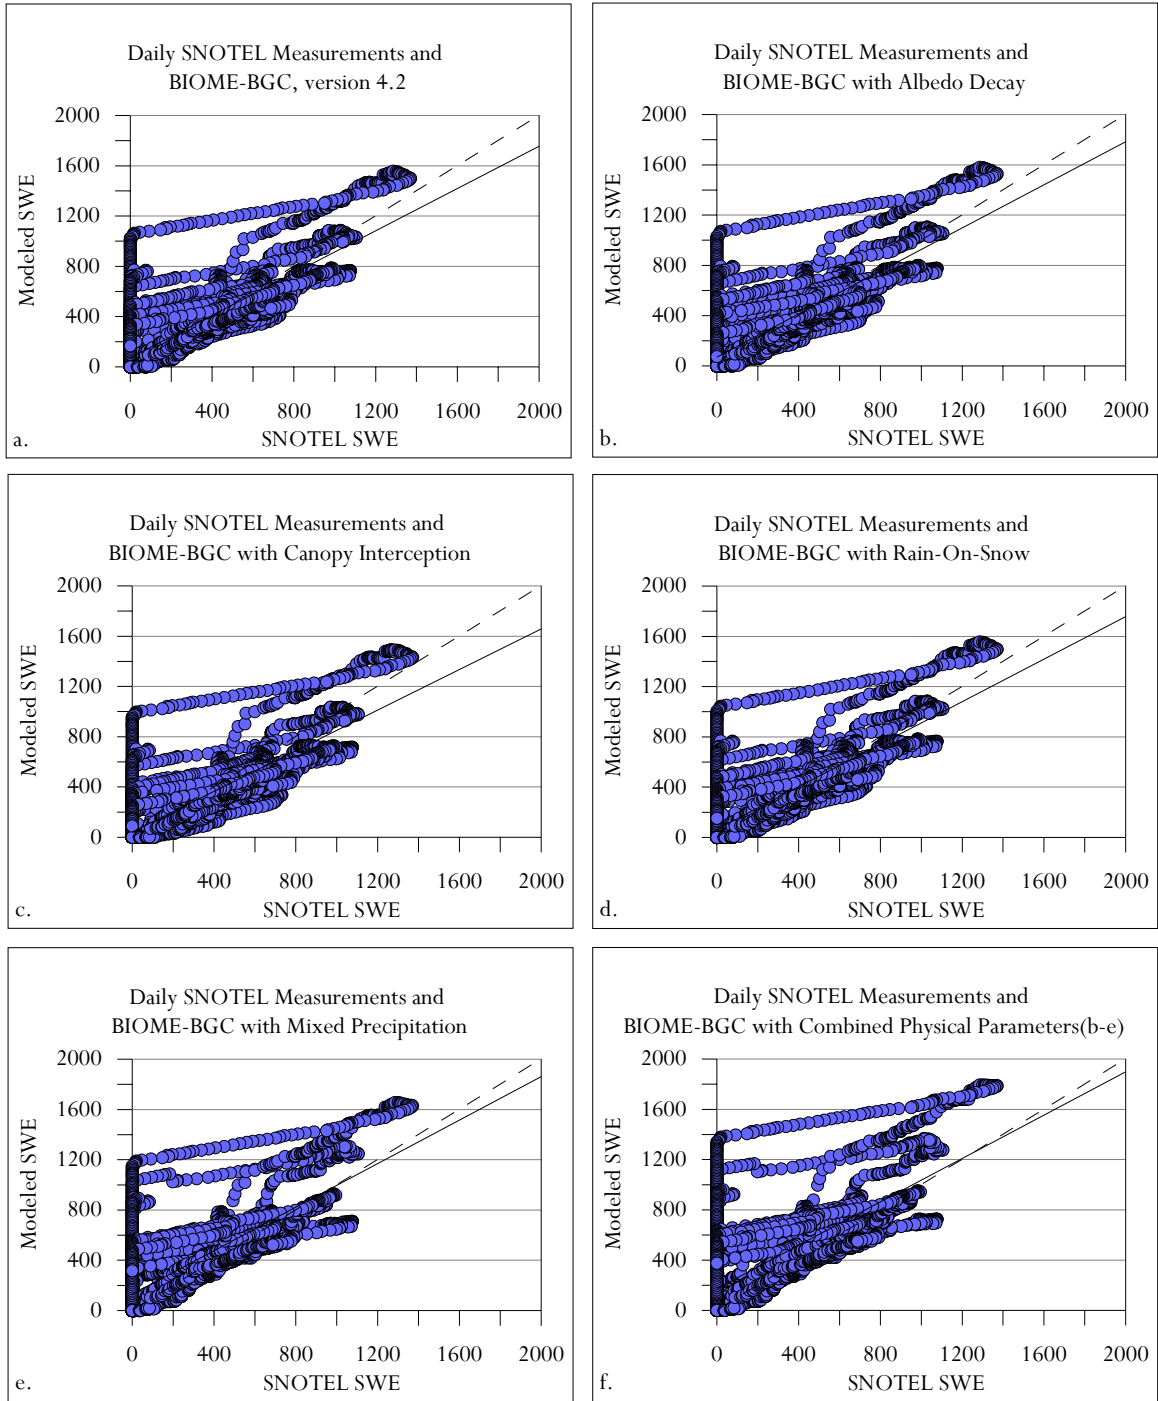 Daily SNOTEL Measurements and
BIOME-BGC, version 4.2
2000
1600
1200
800
400
0
Modeled SWE
0 400 800 1200 1600 2000
SNOTEL SWE
a.
Daily SNOTEL Measurements and
BIOME-BGC with Albedo Decay
2000
1600
1200
800
400
0
Modeled SWE
0 400 800 1200 1600 2000
SNOTEL SWE
b.
Daily SNOTEL Measurements and
BIOME-BGC with Canopy Interception
2000
1600
1200
800
400
0
Modeled SWE
0 400 800 1200 1600 2000
SNOTEL SWE
c.
Daily SNOTEL Measurements and
BIOME-BGC with Rain-On-Snow
2000
1600
1200
800
400
0
Modeled SWE
0 400 800 1200 1600 2000
SNOTEL SWE
d.
Daily SNOTEL Measurements and
BIOME-BGC with Mixed Precipitation
2000
1600
1200
800
400
0
Modeled SWE
0 400 800 1200 1600 2000
SNOTEL SWE
e.
Daily SNOTEL Measurements and
BIOME-BGC with Combined Physical Parameters(b-e)
2000
1600
1200
800
400
0
Modeled SWE
0 400 800 1200 1600 2000
SNOTEL SWE
f.